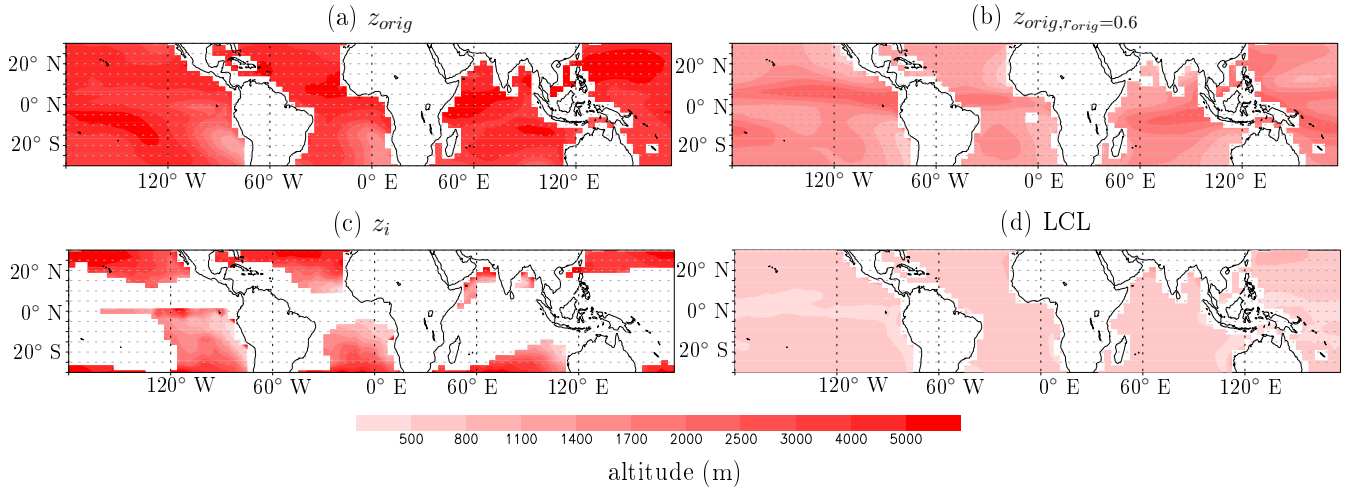 (a) z_orig
(b) z_orig,r_orig=0.6
20° N
0° N
20° S
120° W 60° W 0° E 60° E 120° E
20° N
0° N
20° S
120° W 60° W 0° E 60° E 120° E
(c) z_i
(d) LCL
20° N
0° N
20° S
120° W 60° W 0° E 60° E 120° E
20° N
0° N
20° S
120° W 60° W 0° E 60° E 120° E
500 800 1100 1400 1700 2000 2500 3000 4000 5000
altitude (m)